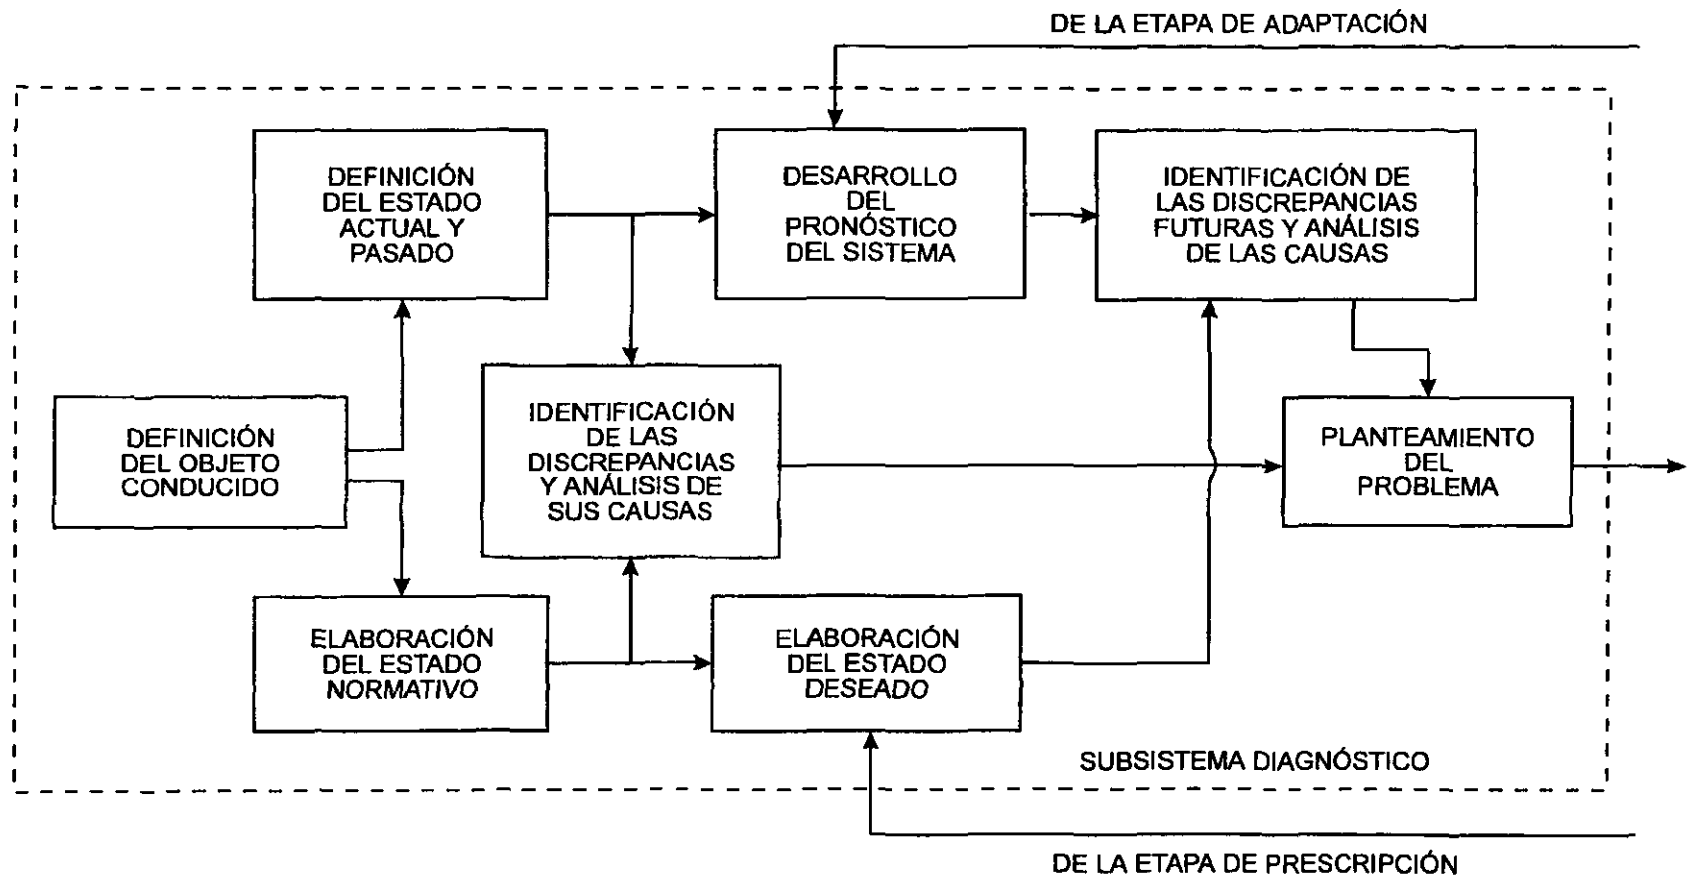 DE LA ETAPA DE ADAPTACIÓN
DEFINICIÓN
DEL ESTADO
ACTUAL Y
PASADO
DESARROLLO
DEL
PRONÓSTICO
DEL SISTEMA
IDENTIFICACIÓN DE
LAS DISCREPANCIAS
FUTURAS Y ANÁLISIS
DE LAS CAUSAS
DEFINICIÓN
DEL OBJETO
CONDUCIDO
IDENTIFICACIÓN
DE LAS
DISCREPANCIAS
Y ANÁLISIS DE
SUS CAUSAS
PLANTEAMIENTO
DEL
PROBLEMA
ELABORACIÓN
DEL ESTADO
NORMATIVO
ELABORACIÓN
DEL ESTADO
DESEADO
SUBSISTEMA DIAGNÓSTICO
DE LA ETAPA DE PRESCRIPCIÓN